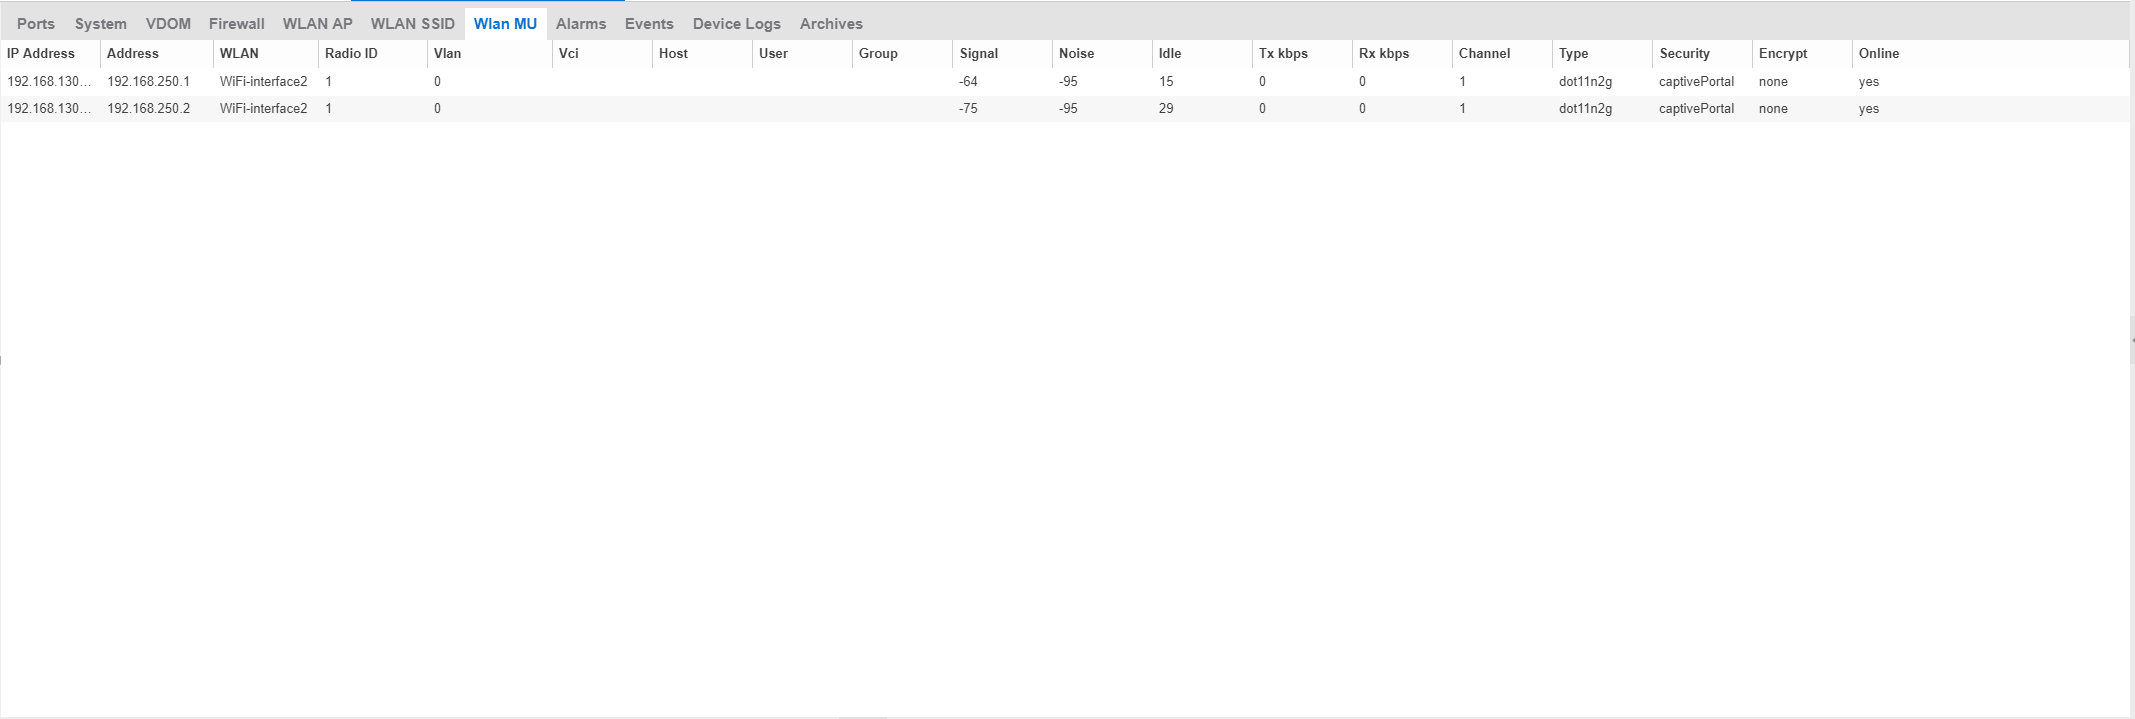 Ports System VDOM Firewall WLAN AP WLAN SSID Wlan MU Alarms Events Device Logs Archives
IP Address Address WLAN Radio ID Vlan Vci Host User Group Signal Noise Idle Tx kbps Rx kbps Channel Type Security Encrypt Online
192.168.130... 192.168.250.1 WiFi-interface2 1 0 -64 -95 15 0 0 1 dot11n2g captivePortal none yes
192.168.130... 192.168.250.2 WiFi-interface2 1 0 -75 -95 29 0 0 1 dot11n2g captivePortal none yes